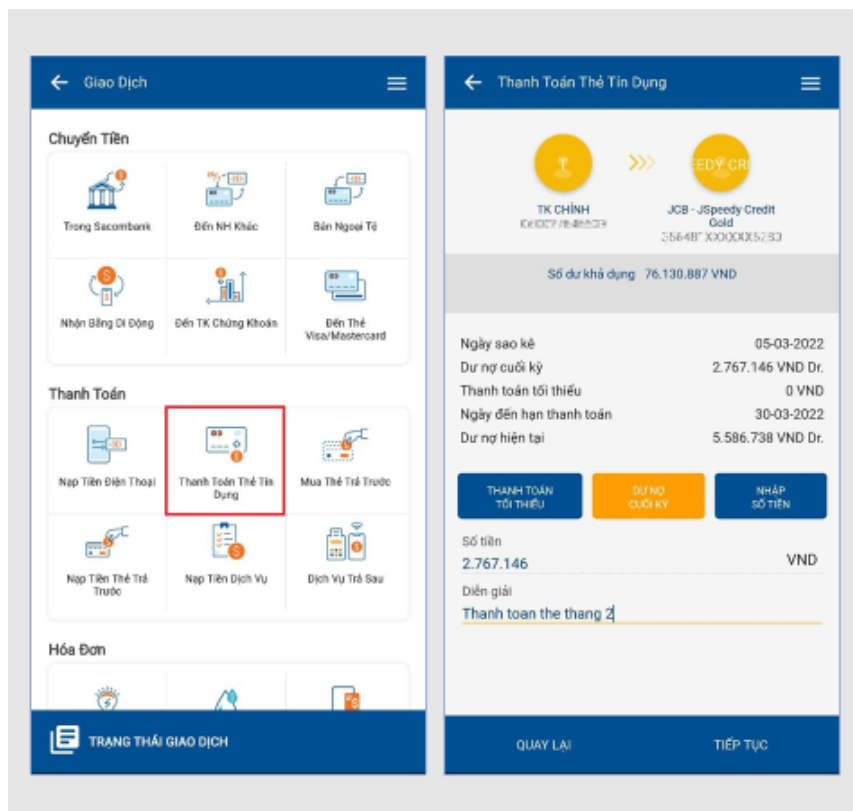 Giao Dịch
Chuyển Tiền
Trong Sacombank
Đến NH Khác
Bán Ngoại Tệ
Nhận Bằng Di Động
Đến TK Chứng Khoán
Đến Thẻ
Visa/Mastercard
Thanh Toán
Nạp Tiền Điện Thoại
Thanh Toán Thẻ Tín
Dụng
Mua Thẻ Trả Trước
Nạp Tiền Thẻ Trả
Trước
Nạp Tiền Dịch Vụ
Dịch Vụ Trả Sau
Hóa Đơn
TRẠNG THÁI GIAO DỊCH
Thanh Toán Thẻ Tín Dụng
EDY CR
TK CHÍNH
JCB - JSpeedy Credit
Gold
Số dư khả dụng 76.130.887 VND
Ngày sao kê 05-03-2022
Dư nợ cuối kỳ 2.767.146 VND Dr.
Thanh toán tối thiểu 0 VND
Ngày đến hạn thanh toán 30-03-2022
Dư nợ hiện tại 5.586.738 VND Dr.
THANH TOÁN
TỐI THIỂU
DƯ NỢ
CUỐI KỲ
NHẬP
SỐ TIỀN
Số tiền
2.767.146 VND
Diễn giải
Thanh toan the thang 2
QUAY LẠI
TIẾP TỤC